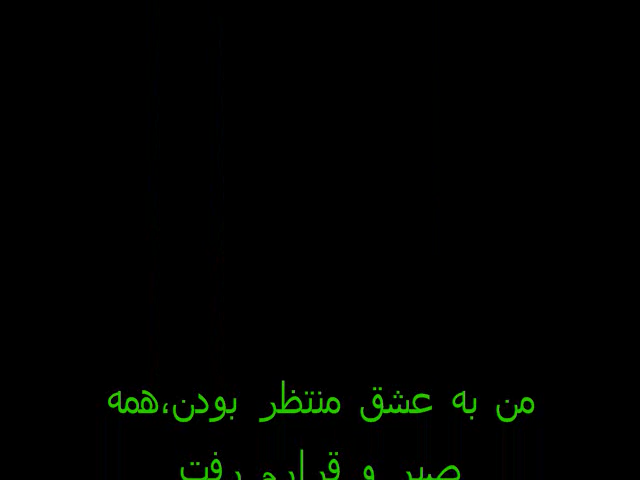 من به عشق منتظر بودن،همه
صبر و قرارم رفت